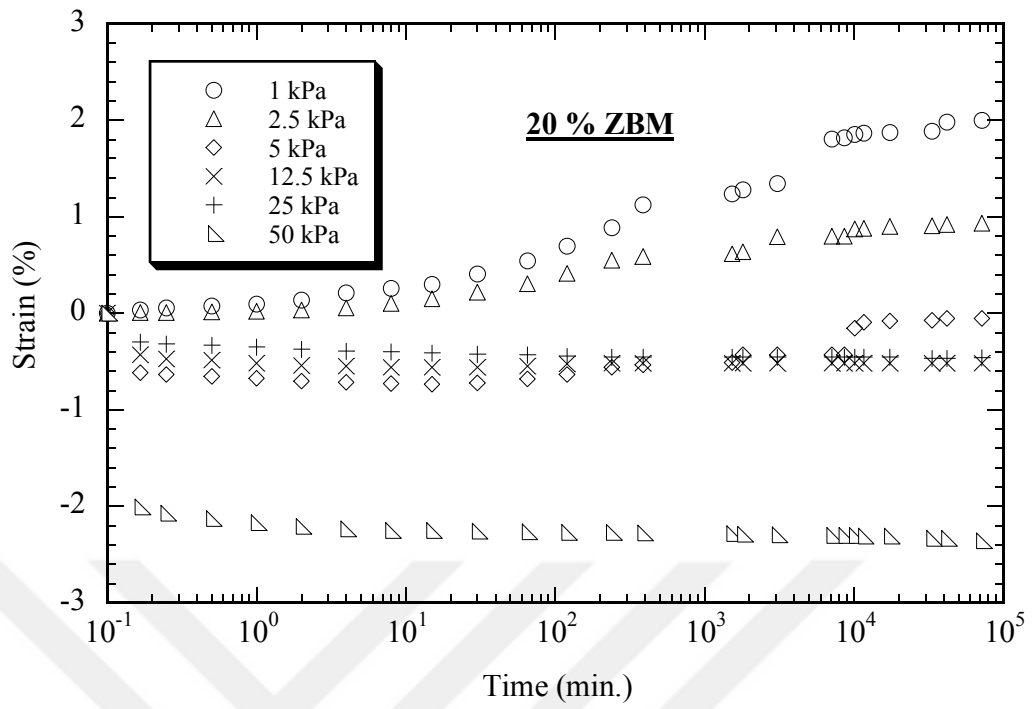 3
2
1
0
-1
-2
-3
Strain (%)
1 kPa
2.5 kPa
5 kPa
12.5 kPa
25 kPa
50 kPa
20 % ZBM
10⁻¹ 10⁰ 10¹ 10² 10³ 10⁴ 10⁵
Time (min.)